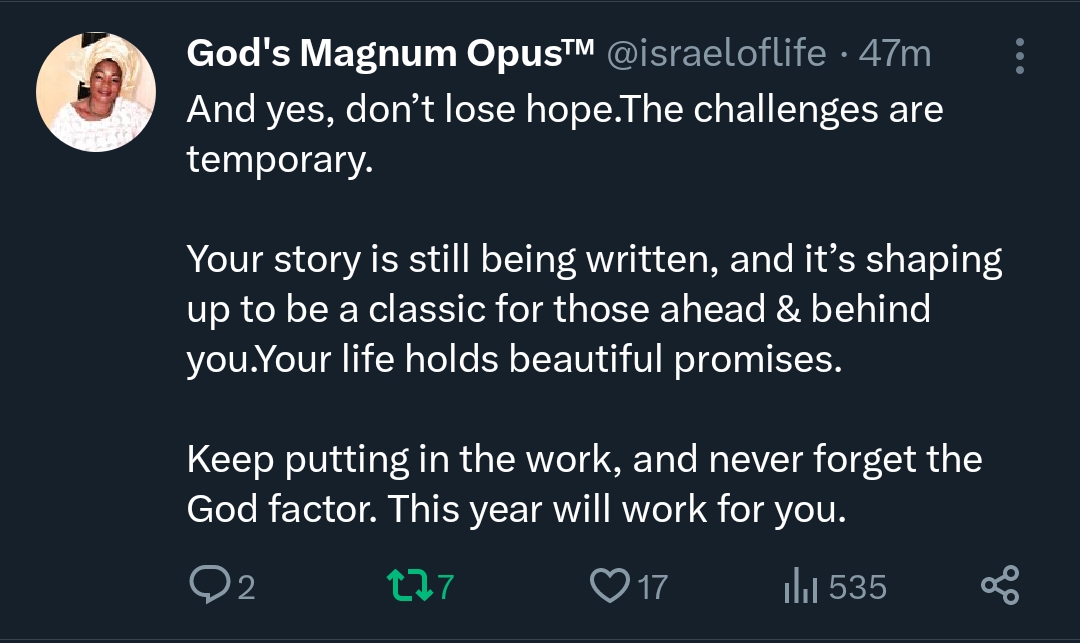 God's Magnum Opus™ @israeloflife · 47m
And yes, don’t lose hope.The challenges are
temporary.
Your story is still being written, and it’s shaping
up to be a classic for those ahead & behind
you.Your life holds beautiful promises.
Keep putting in the work, and never forget the
God factor. This year will work for you.
2 7 17 535